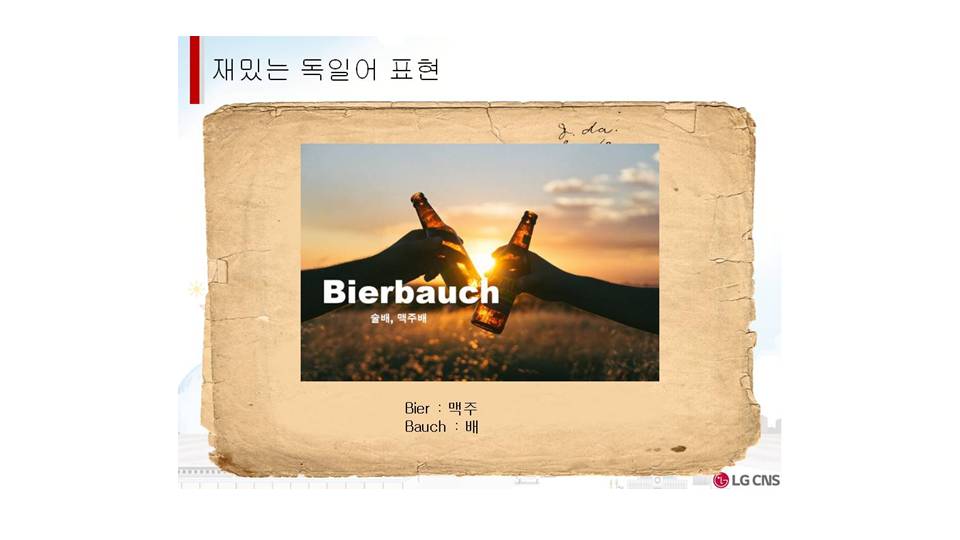 재밌는 독일어 표현
g. da.
Bierbauch
술배, 맥주배
Bier : 맥주
Bauch : 배
LG CNS